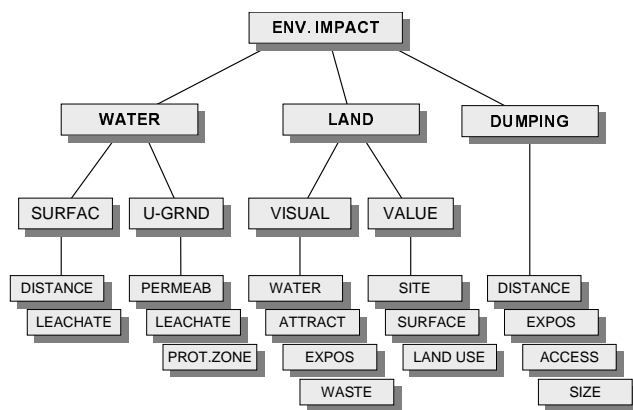 ENV. IMPACT
WATER
LAND
DUMPING
SURFAC
U-GRND
VISUAL
VALUE
DISTANCE
PERMEAB
WATER
SITE
DISTANCE
LEACHATE
LEACHATE
ATTRACT
SURFACE
EXPOS
PROT.ZONE
EXPOS
LAND USE
ACCESS
WASTE
SIZE